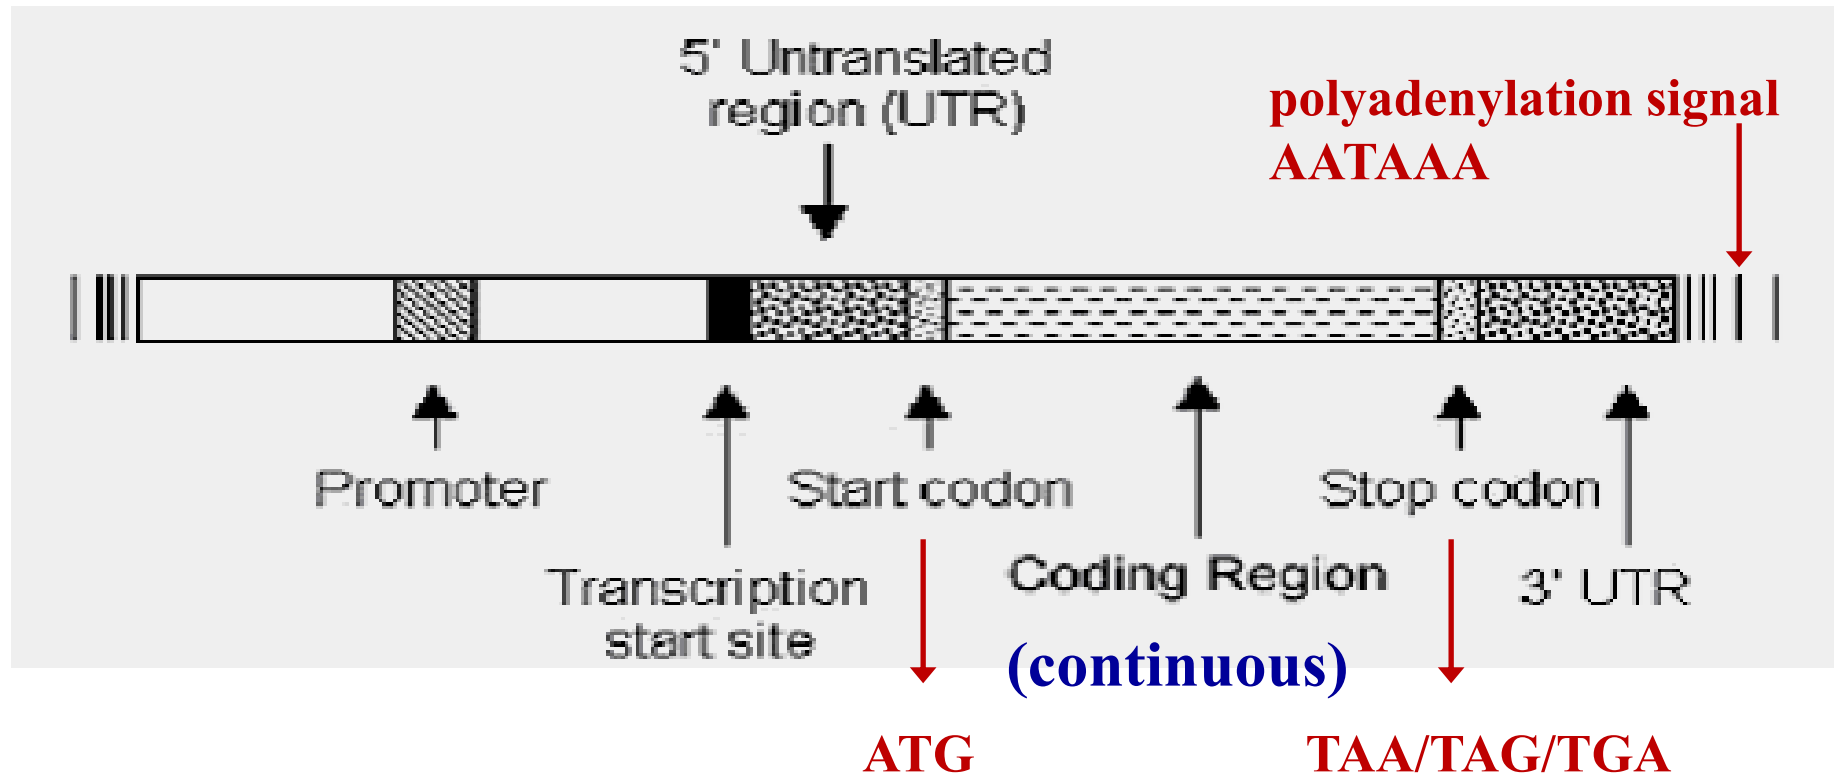 5' Untranslated
region (UTR)
polyadenylation signal
AATAAA
Promoter
Start codon
Stop codon
Transcription
start site
Coding Region
3' UTR
(continuous)
ATG
TAA/TAG/TGA